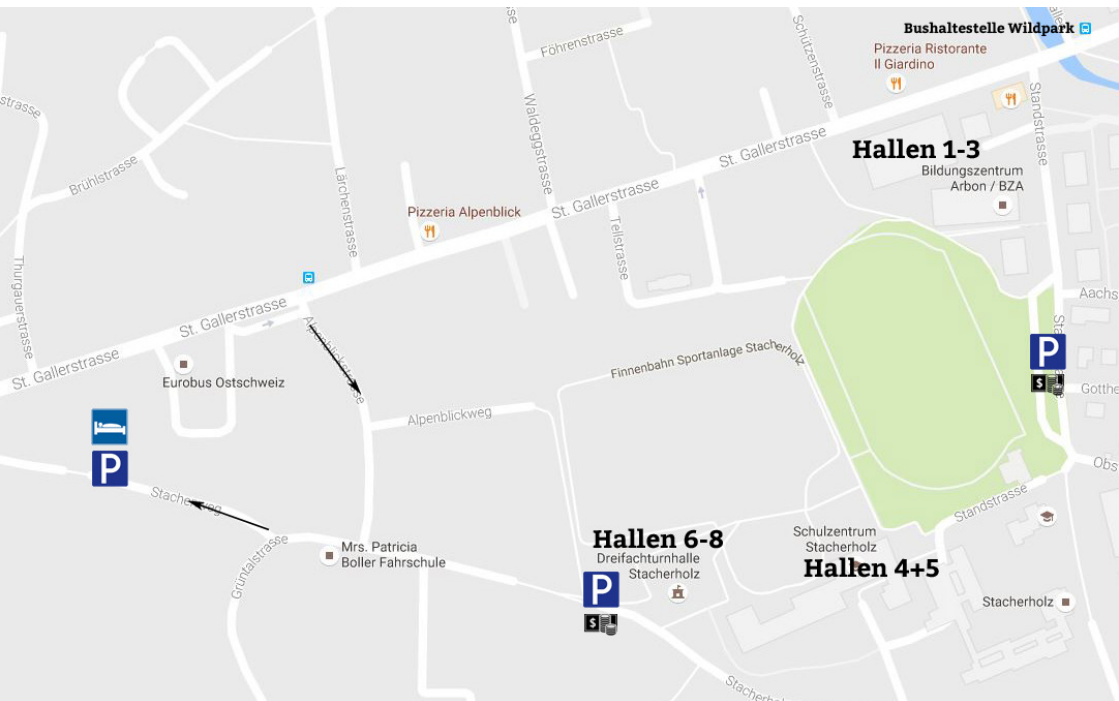 Bushaltestelle Wildpark
Pizzeria Ristorante
Il Giardino
Föhrenstrasse
Schützenstrasse
Standstrasse
strasse
Waldeggstrasse
St. Gallerstrasse
Hallen 1-3
Bildungszentrum
Arbon / BZA
Brühlstrasse
Lärchenstrasse
Pizzeria Alpenblick
St. Gallerstrasse
Tellstrasse
Thurgauerstrasse
St. Gallerstrasse
Alpenblickstrasse
Aachs
St. Gallerstrasse
Eurobus Ostschweiz
Finnenbahn Sportanlage Stacherholz
P
$
Gotthe
Alpenblickweg
P
Obs
Standstrasse
Hallen 6-8
Dreifachturnhalle
Stacherholz
Schulzentrum
Stacherholz
Hallen 4+5
Mrs. Patricia
Boller Fahrschule
Grüntalstrasse
P
$
Stacherholz